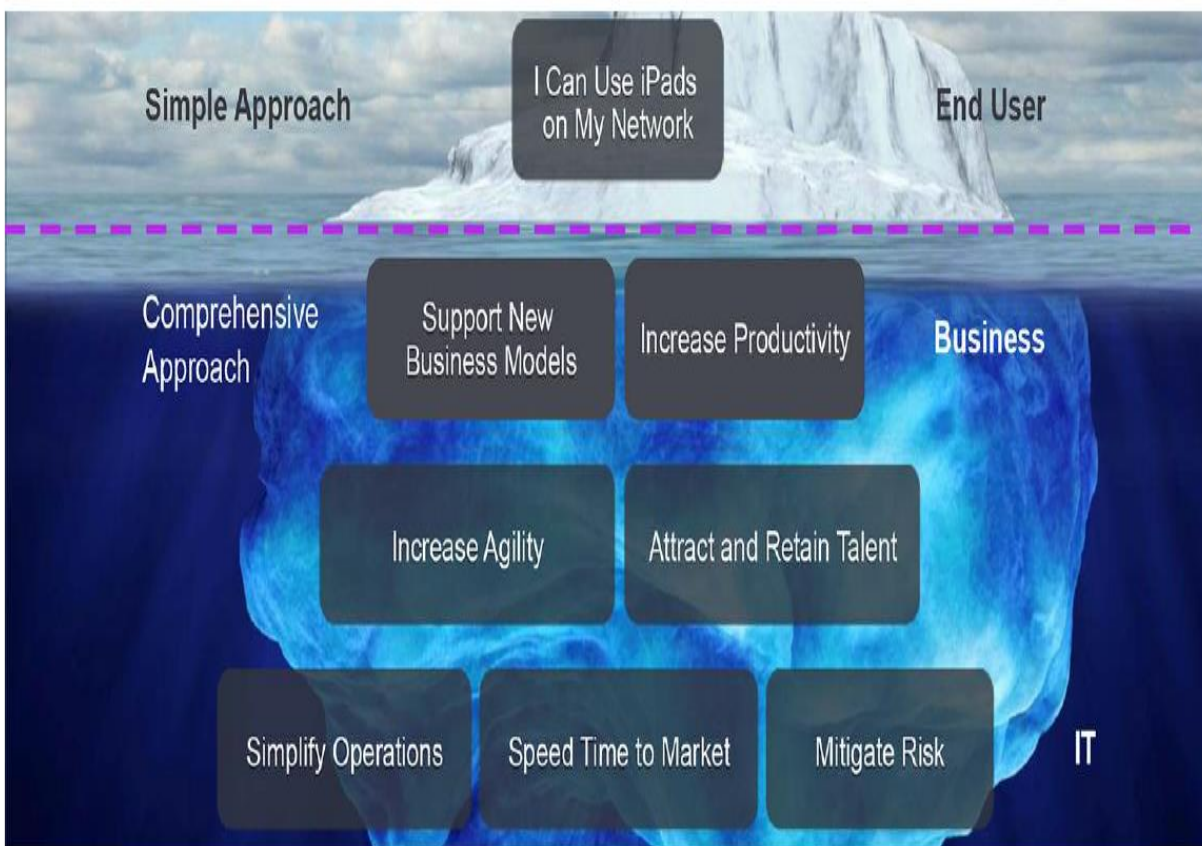 I Can Use iPads
on My Network
Simple Approach
End User
Comprehensive
Approach
Support New
Business Models
Increase Productivity
Business
Increase Agility
Attract and Retain Talent
Simplify Operations
Speed Time to Market
Mitigate Risk
IT